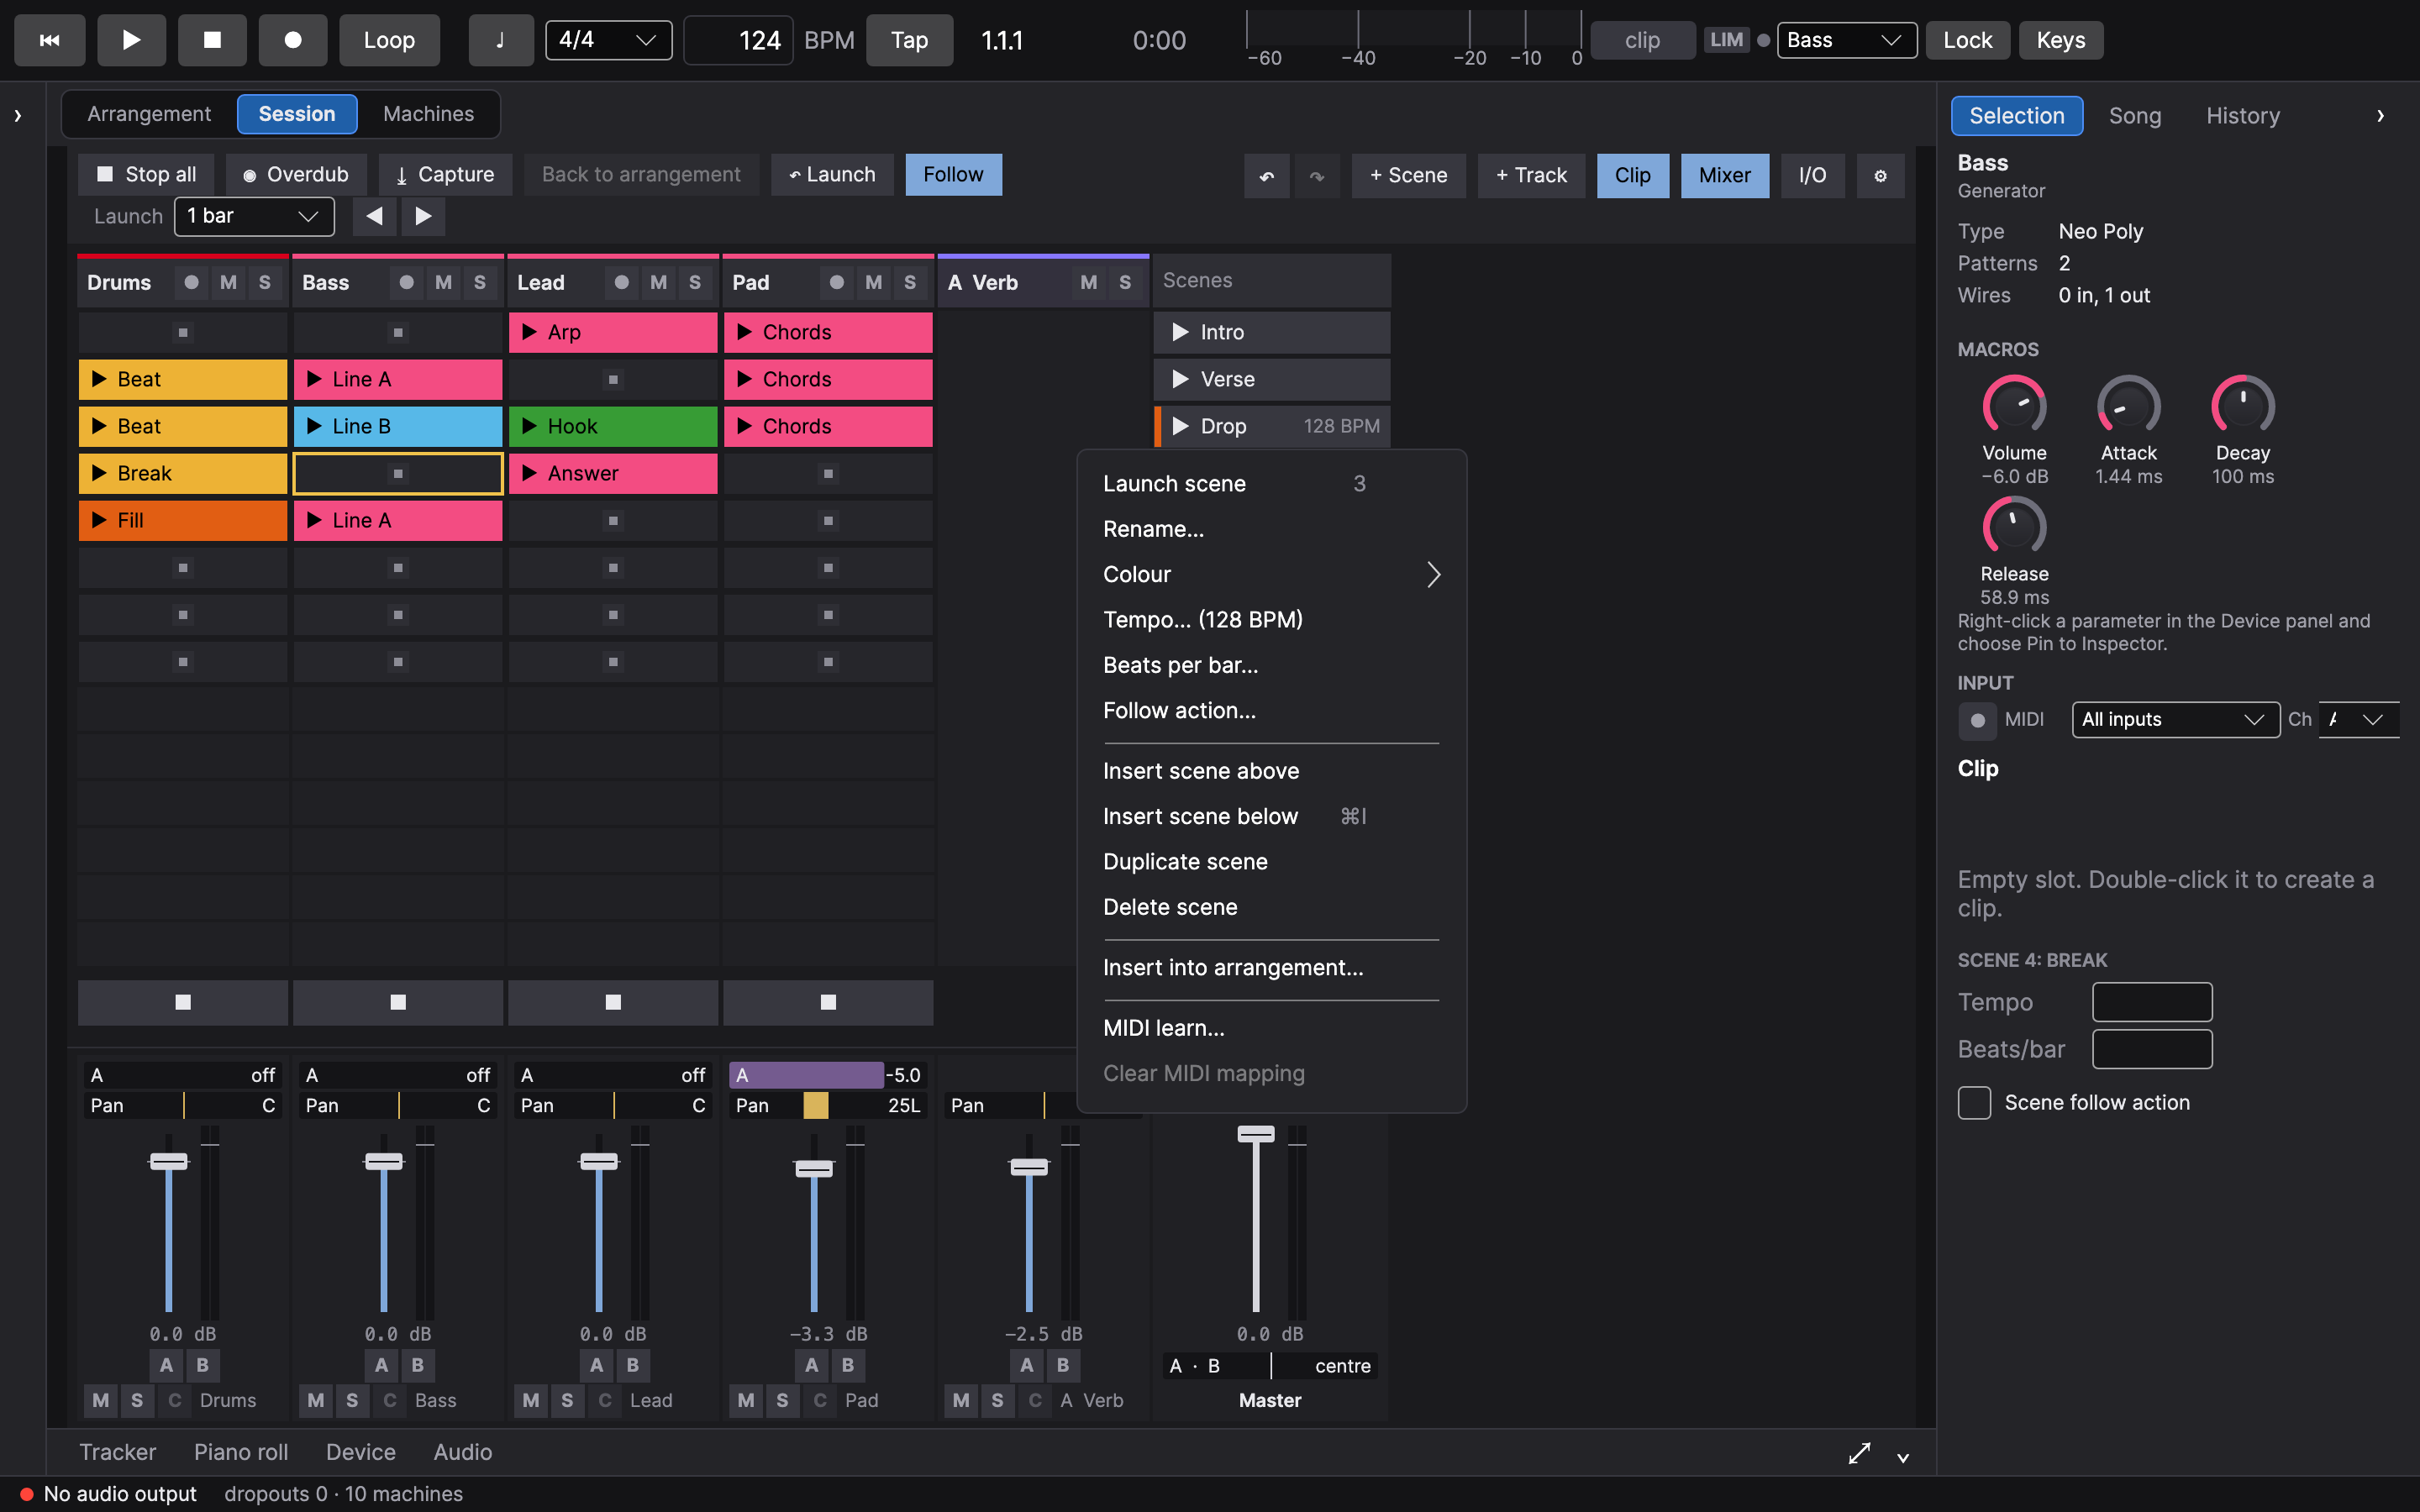 Loop
4/4
124 BPM
Tap
1.1.1
0:00
−60 −40 −20 −10 0
clip
LIM
Bass
Lock
Keys
Arrangement Session Machines
Selection Song History
Stop all Overdub Capture Back to arrangement Launch Follow
+ Scene + Track Clip Mixer I/O
Launch 1 bar
Drums M S Bass M S Lead M S Pad M S A Verb M S Scenes
Arp Chords Intro
Beat Line A Chords Verse
Beat Line B Hook Chords Drop 128 BPM
Break Answer
Fill Line A
Launch scene 3
Rename...
Colour
Tempo... (128 BPM)
Beats per bar...
Follow action...
Insert scene above
Insert scene below ⌘I
Duplicate scene
Delete scene
Insert into arrangement...
MIDI learn...
Clear MIDI mapping
A off A off A off A -5.0
Pan C Pan C Pan C Pan 25L Pan
0.0 dB 0.0 dB 0.0 dB −3.3 dB −2.5 dB 0.0 dB
A B A B A B A B A B A · B centre
M S C Drums M S C Bass M S C Lead M S C Pad M S C A Verb Master
Bass
Generator
Type Neo Poly
Patterns 2
Wires 0 in, 1 out
MACROS
Volume Attack Decay
−6.0 dB 1.44 ms 100 ms
Release
58.9 ms
Right-click a parameter in the Device panel and
choose Pin to Inspector.
INPUT
MIDI All inputs Ch
Clip
Empty slot. Double-click it to create a
clip.
SCENE 4: BREAK
Tempo
Beats/bar
Scene follow action
Tracker Piano roll Device Audio
No audio output dropouts 0 · 10 machines